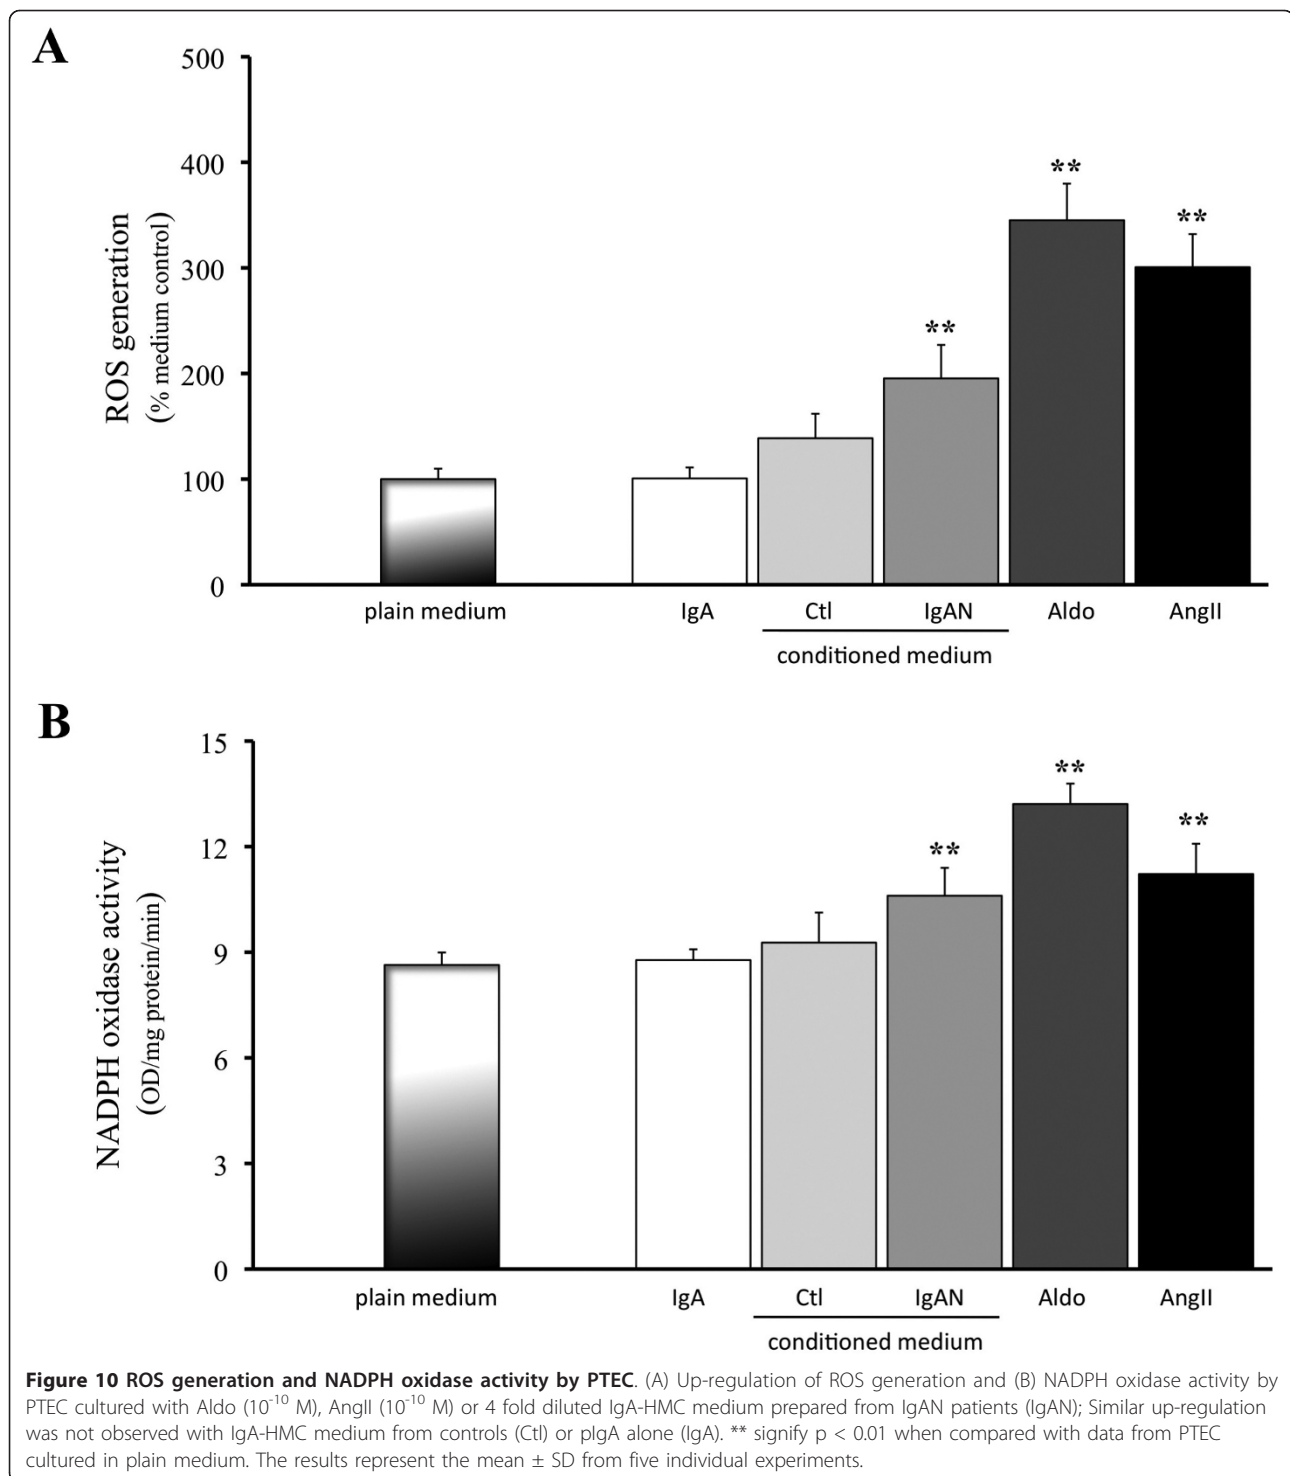 A
500
400
300
200
100
0
ROS generation
(% medium control)
**
**
**
plain medium IgA Ctl IgAN Aldo AngII
conditioned medium
B
15
12
9
6
3
0
NADPH oxidase activity
(OD/mg protein/min)
**
**
**
plain medium IgA Ctl IgAN Aldo AngII
conditioned medium
Figure 10 ROS generation and NADPH oxidase activity by PTEC. (A) Up-regulation of ROS generation and (B) NADPH oxidase activity by
PTEC cultured with Aldo (10⁻¹⁰ M), AngII (10⁻¹⁰ M) or 4 fold diluted IgA-HMC medium prepared from IgAN patients (IgAN); Similar up-regulation
was not observed with IgA-HMC medium from controls (Ctl) or pIgA alone (IgA). ** signify p < 0.01 when compared with data from PTEC
cultured in plain medium. The results represent the mean ± SD from five individual experiments.